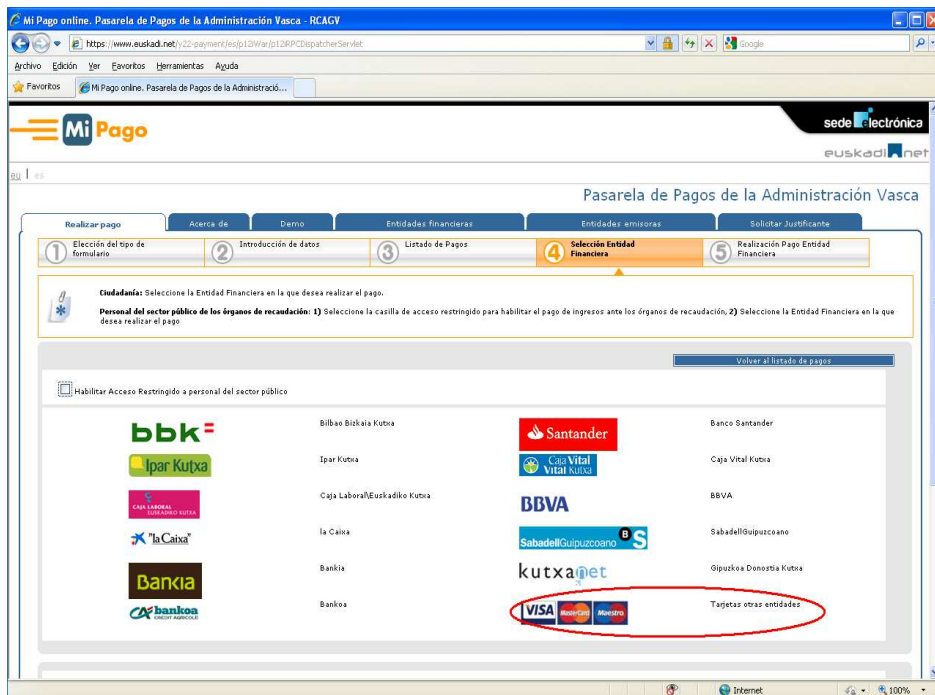 Mi Pago online. Pasarela de Pagos de la Administración Vasca - RCAGV
https://www.euskadi.net/y22-payment/es/p12iWar/p12iRPCDispatcherServlet
Google
Archivo Edición Ver Favoritos Herramientas Ayuda
Favoritos Mi Pago online. Pasarela de Pagos de la Administració...
Mi Pago
sede electrónica
euskadi net
eu | es
Pasarela de Pagos de la Administración Vasca
Realizar pago Acerca de Demo Entidades financieras Entidades emisoras Solicitar Justificante
1 Elección del tipo de formulario 2 Introducción de datos 3 Listado de Pagos 4 Selección Entidad Financiera 5 Realización Pago Entidad Financiera
Ciudadanía: Seleccione la Entidad Financiera en la que desea realizar el pago.
Personal del sector público de los órganos de recaudación: 1) Seleccione la casilla de acceso restringido para habilitar el pago de ingresos ante los órganos de recaudación, 2) Seleccione la Entidad Financiera en la que
desea realizar el pago
Volver al listado de pagos
Habilitar Acceso Restringido a personal del sector público
bbk Bilbao Bizkaia Kutxa Santander Banco Santander
Ipar Kutxa Ipar Kutxa Caja Vital Vital Kutxa Caja Vital Kutxa
CAJA LABORAL EUSKADIKO KUTXA Caja Laboral\Euskadiko Kutxa BBVA BBVA
"la Caixa" la Caixa SabadellGuipuzcoano BS SabadellGuipuzcoano
Bankia Bankia kutxanet Gipuzkoa Donostia Kutxa
CA bankoa CREDIT AGRICOLE Bankoa VISA MasterCard Maestro Tarjetas otras entidades
Internet 100%